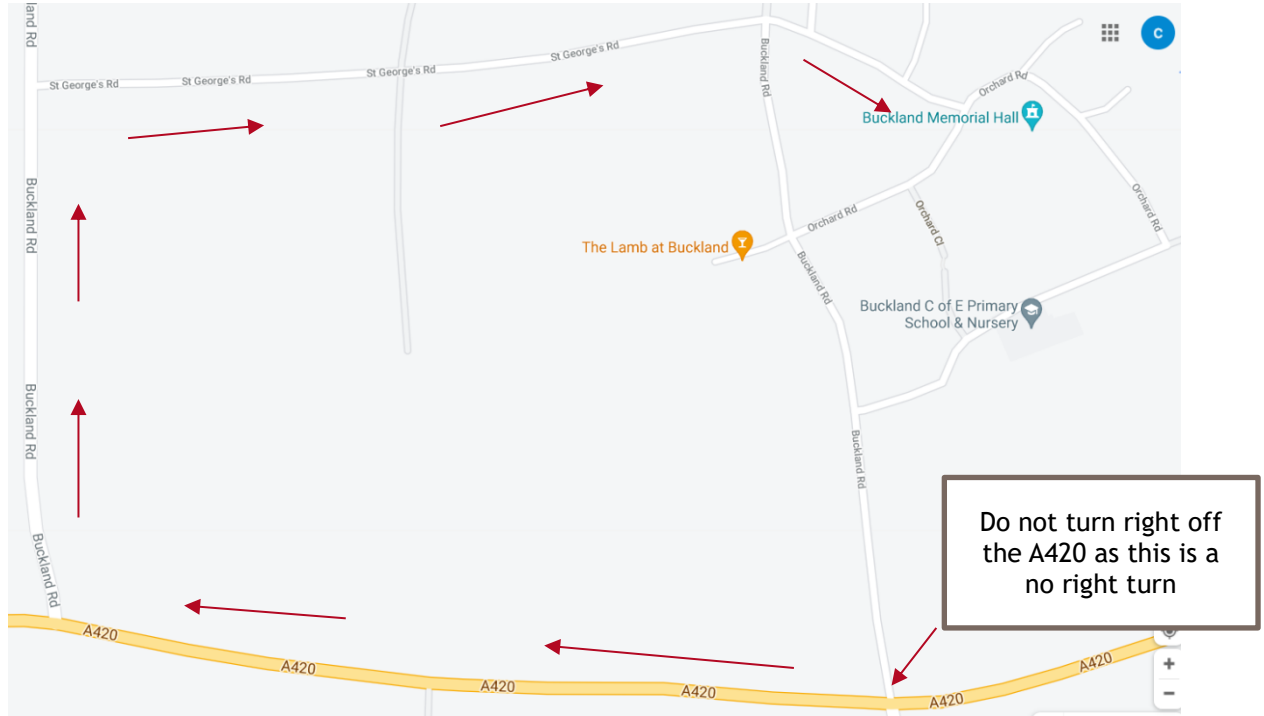 land Rd
St George's Rd
St George's Rd
St George's Rd
St George's Rd
Buckland Rd
Orchard Rd
C
Buckland Memorial Hall
Buckland Rd
Orchard Rd
Orchard Rd
Orchard Cl
The Lamb at Buckland
Buckland Rd
Buckland C of E Primary
School & Nursery
Buckland Rd
Buckland Rd
Do not turn right off
the A420 as this is a
no right turn
Buckland Rd
A420
A420
A420
A420
A420
A420
+
−